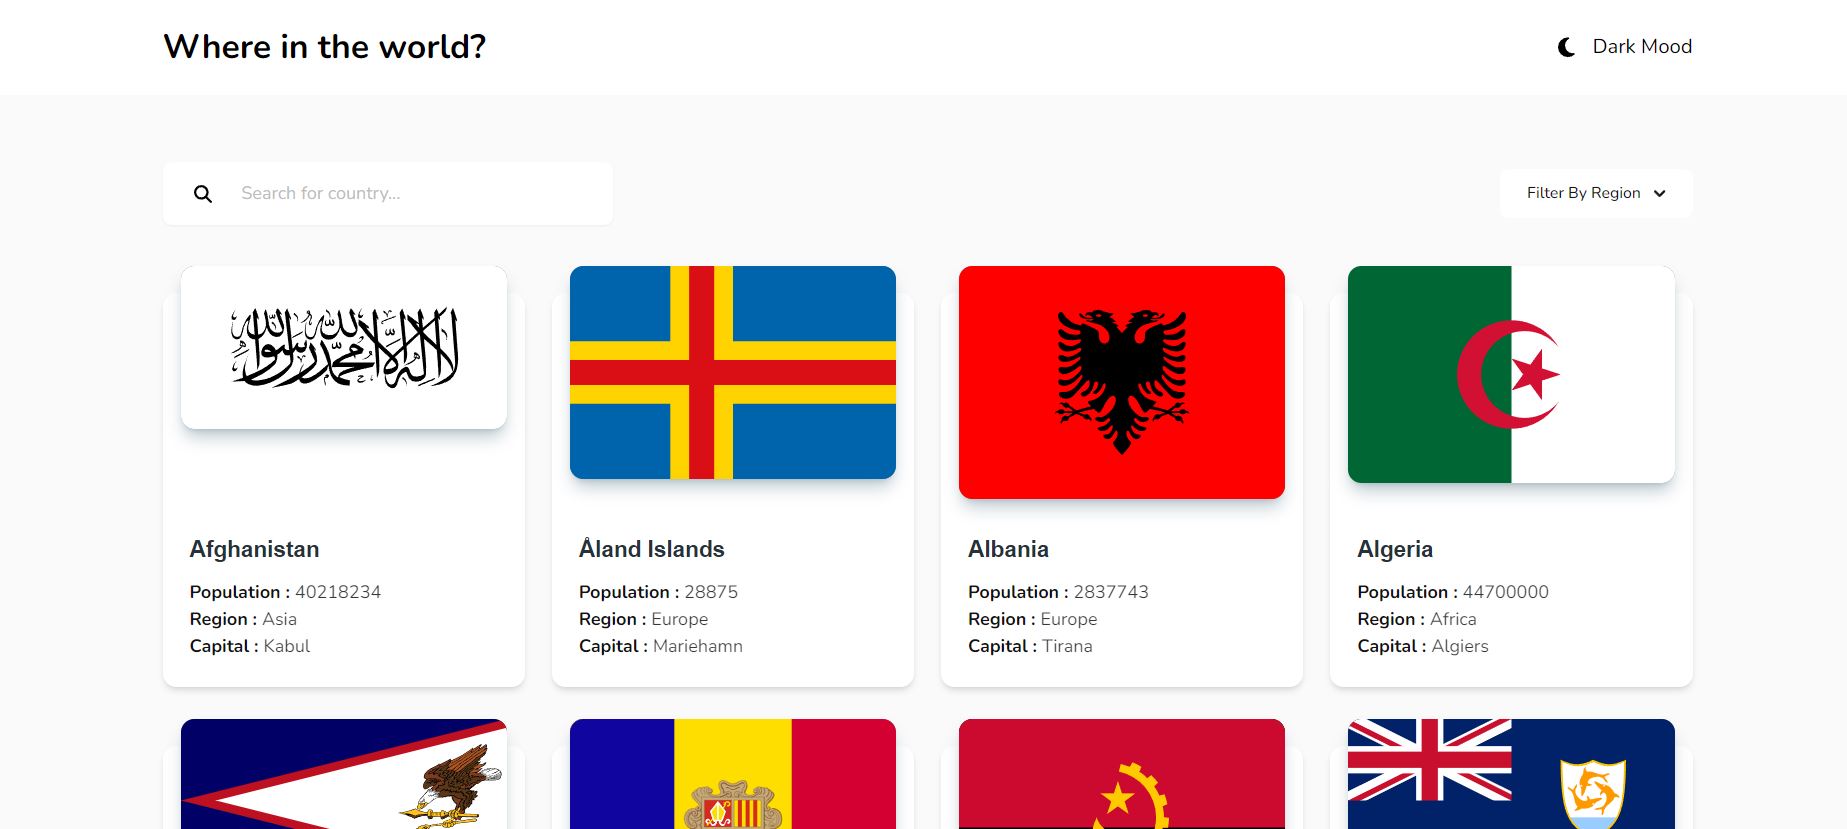 Where in the world?
Dark Mood
Search for country...
Filter By Region
لا إله إلا الله محمد رسول الله
Afghanistan
Population : 40218234
Region : Asia
Capital : Kabul
Åland Islands
Population : 28875
Region : Europe
Capital : Mariehamn
Albania
Population : 2837743
Region : Europe
Capital : Tirana
Algeria
Population : 44700000
Region : Africa
Capital : Algiers